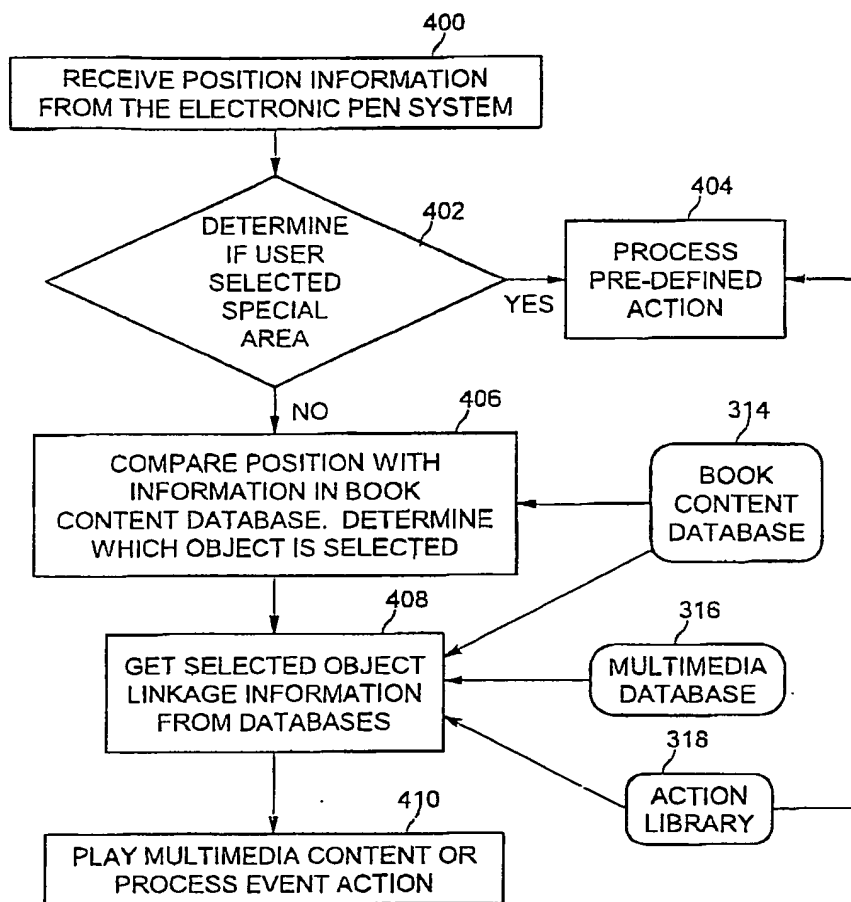 400
RECEIVE POSITION INFORMATION
FROM THE ELECTRONIC PEN SYSTEM
402
DETERMINE
IF USER
SELECTED
SPECIAL
AREA
YES
404
PROCESS
PRE-DEFINED
ACTION
NO
406
COMPARE POSITION WITH
INFORMATION IN BOOK
CONTENT DATABASE. DETERMINE
WHICH OBJECT IS SELECTED
314
BOOK
CONTENT
DATABASE
408
GET SELECTED OBJECT
LINKAGE INFORMATION
FROM DATABASES
316
MULTIMEDIA
DATABASE
318
ACTION
LIBRARY
410
PLAY MULTIMEDIA CONTENT OR
PROCESS EVENT ACTION